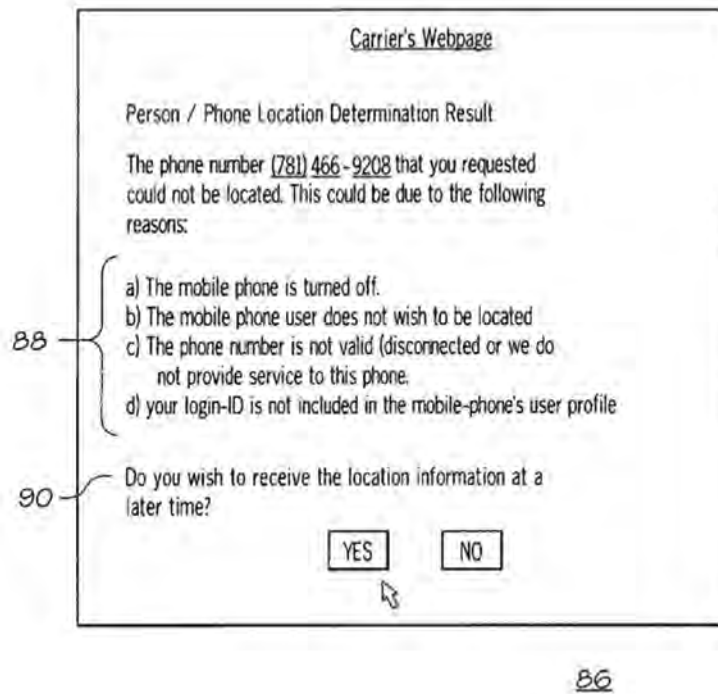 Carrier's Webpage
Person / Phone Location Determination Result
The phone number (781) 466-9208 that you requested
could not be located. This could be due to the following
reasons:
88
a) The mobile phone is turned off.
b) The mobile phone user does not wish to be located
c) The phone number is not valid (disconnected or we do
not provide service to this phone.
d) your login-ID is not included in the mobile-phone's user profile
90
Do you wish to receive the location information at a
later time?
YES NO
86